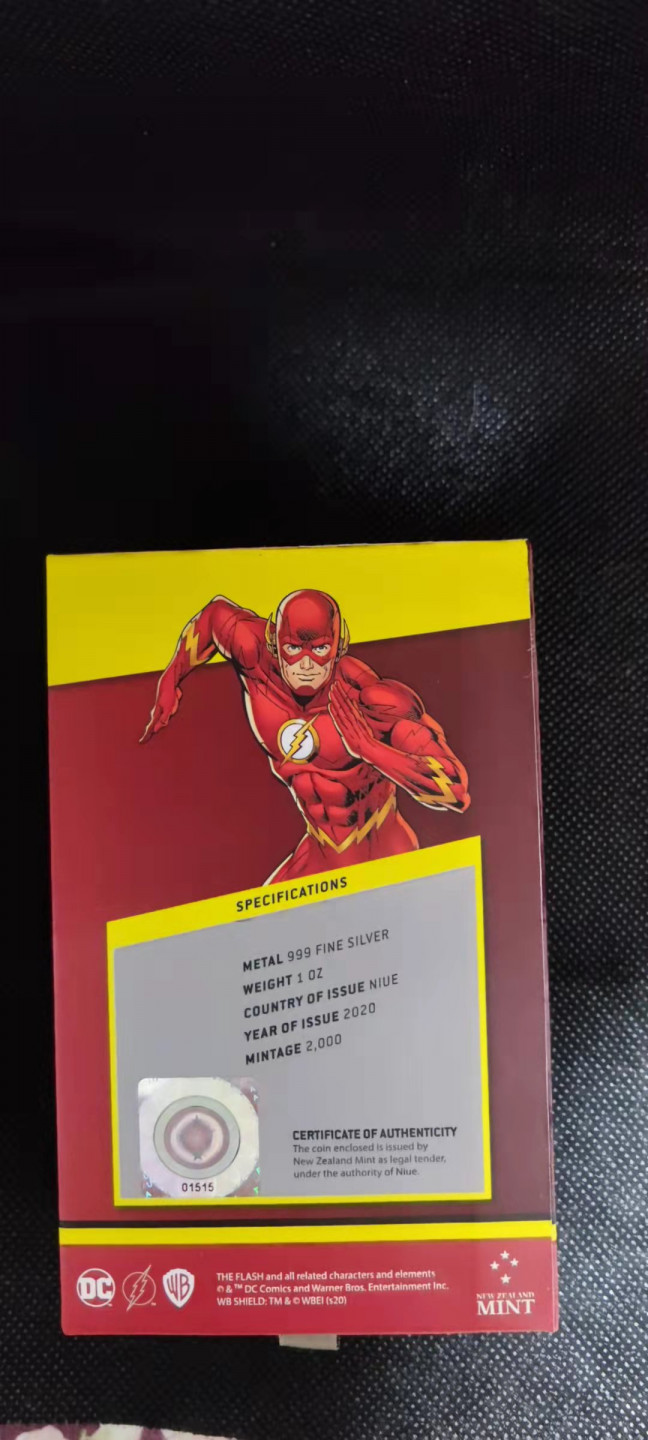 SPECIFICATIONS
METAL 999 FINE SILVER
WEIGHT 1 OZ
COUNTRY OF ISSUE NIUE
YEAR OF ISSUE 2020
MINTAGE 2,000
01515
CERTIFICATE OF AUTHENTICITY
The coin enclosed is issued by
New Zealand Mint as legal tender,
under the authority of Niue.
DC
WB
THE FLASH and all related characters and elements
© & ™ DC Comics and Warner Bros. Entertainment Inc.
WB SHIELD: TM & © WBEI (s20)
NEW ZEALAND
MINT